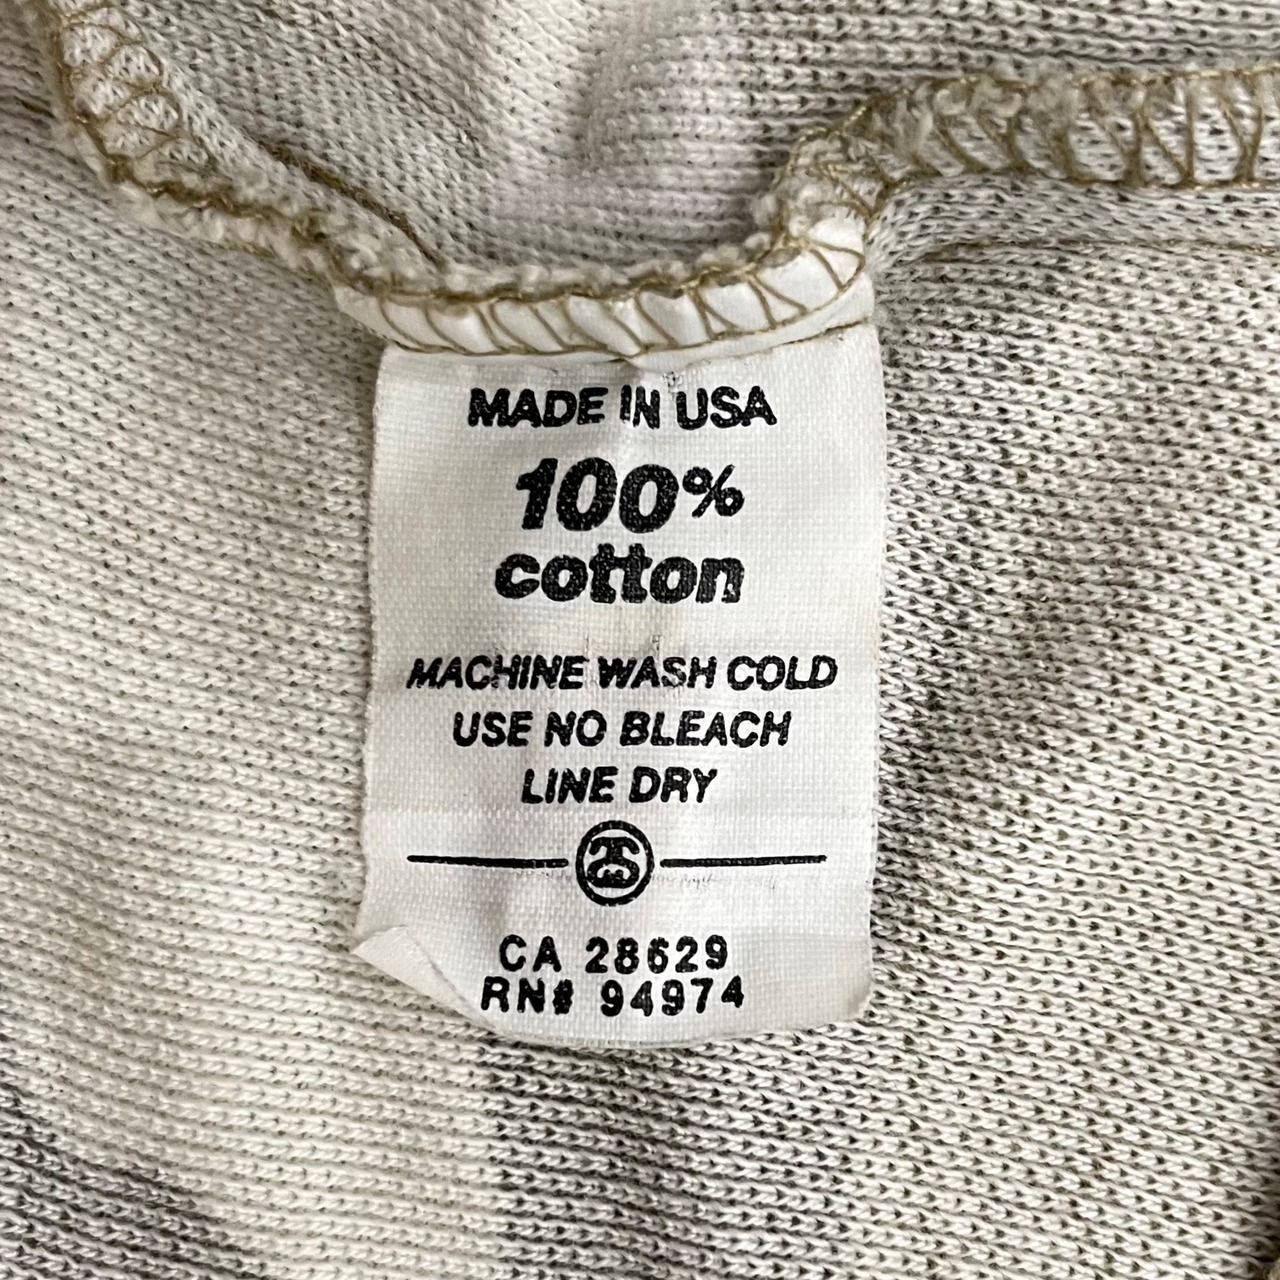 MADE IN USA
100%
cotton
MACHINE WASH COLD
USE NO BLEACH
LINE DRY
CA 28629
RN# 94974